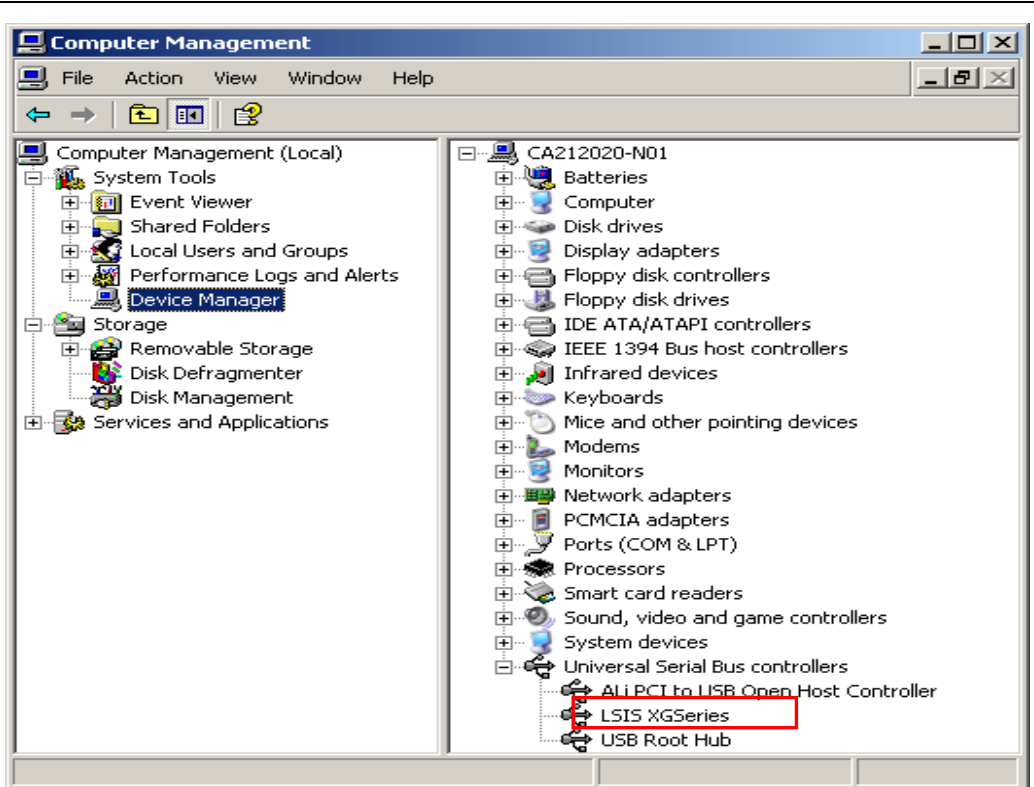 Computer Management
File Action View Window Help
Computer Management (Local)
System Tools
Event Viewer
Shared Folders
Local Users and Groups
Performance Logs and Alerts
Device Manager
Storage
Removable Storage
Disk Defragmenter
Disk Management
Services and Applications
CA212020-N01
Batteries
Computer
Disk drives
Display adapters
Floppy disk controllers
Floppy disk drives
IDE ATA/ATAPI controllers
IEEE 1394 Bus host controllers
Infrared devices
Keyboards
Mice and other pointing devices
Modems
Monitors
Network adapters
PCMCIA adapters
Ports (COM & LPT)
Processors
Smart card readers
Sound, video and game controllers
System devices
Universal Serial Bus controllers
ALi PCI to USB Open Host Controller
LSIS XGSeries
USB Root Hub